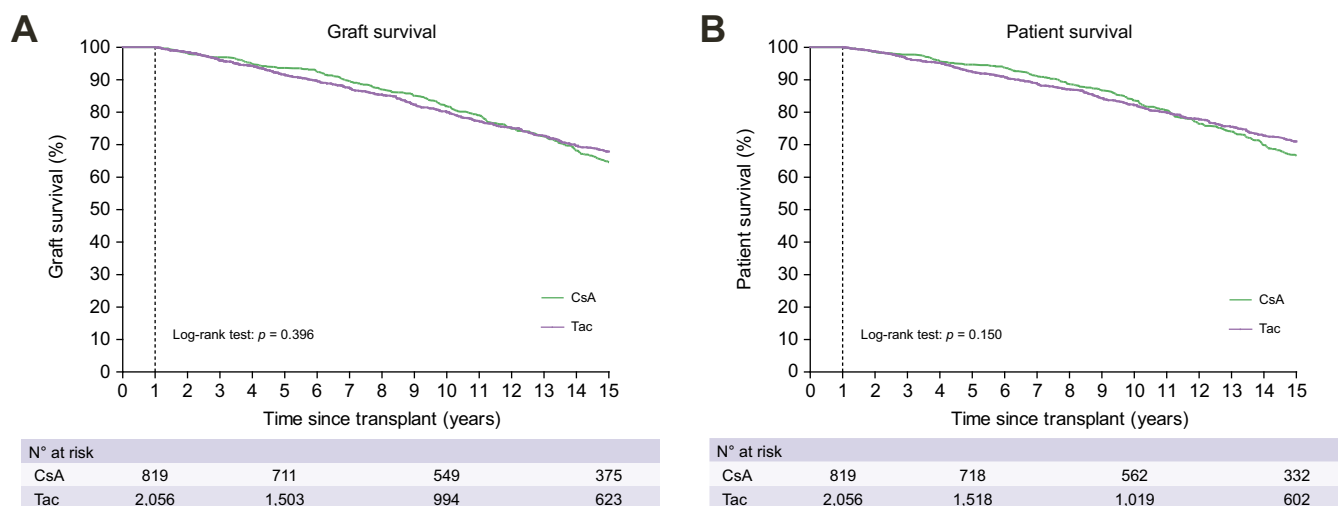 A
Graft survival
100
90
80
70
60
50
40
30
20
10
0
Graft survival (%)
CsA
Tac
Log-rank test: p = 0.396
0 1 2 3 4 5 6 7 8 9 10 11 12 13 14 15
Time since transplant (years)
N° at risk
CsA 819 711 549 375
Tac 2,056 1,503 994 623
B
Patient survival
100
90
80
70
60
50
40
30
20
10
0
Patient survival (%)
CsA
Tac
Log-rank test: p = 0.150
0 1 2 3 4 5 6 7 8 9 10 11 12 13 14 15
Time since transplant (years)
N° at risk
CsA 819 718 562 332
Tac 2,056 1,518 1,019 602